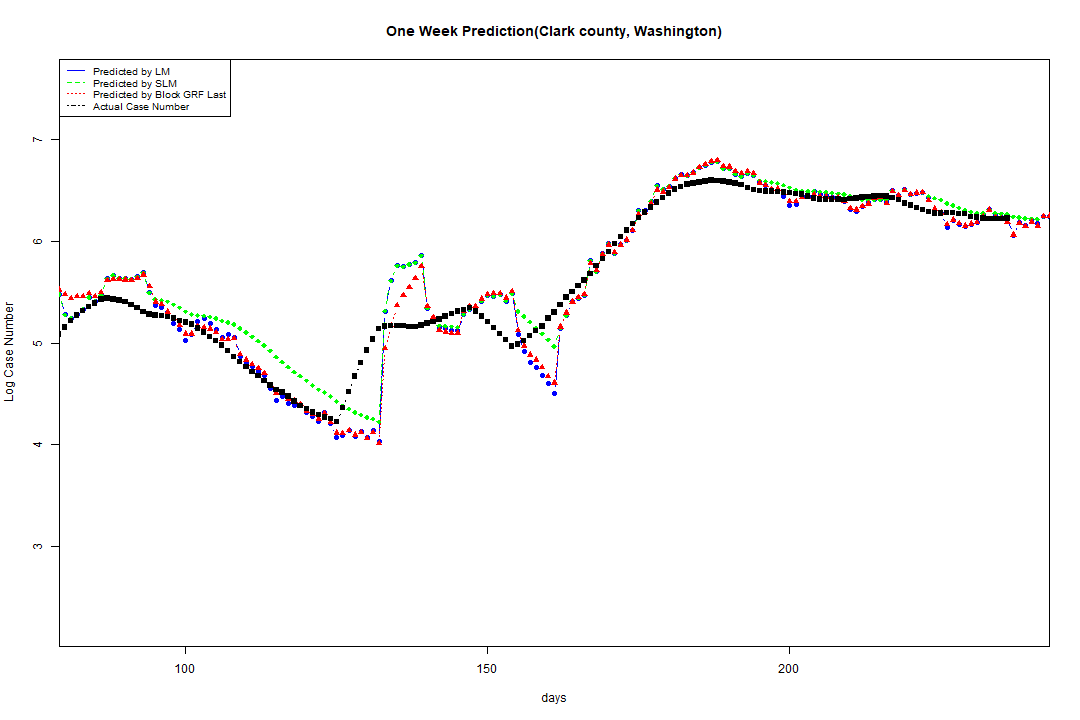 One Week Prediction(Clark county, Washington)
Predicted by LM
Predicted by SLM
Predicted by Block GRF Last
Actual Case Number
7
6
5
4
3
Log Case Number
100 150 200
days